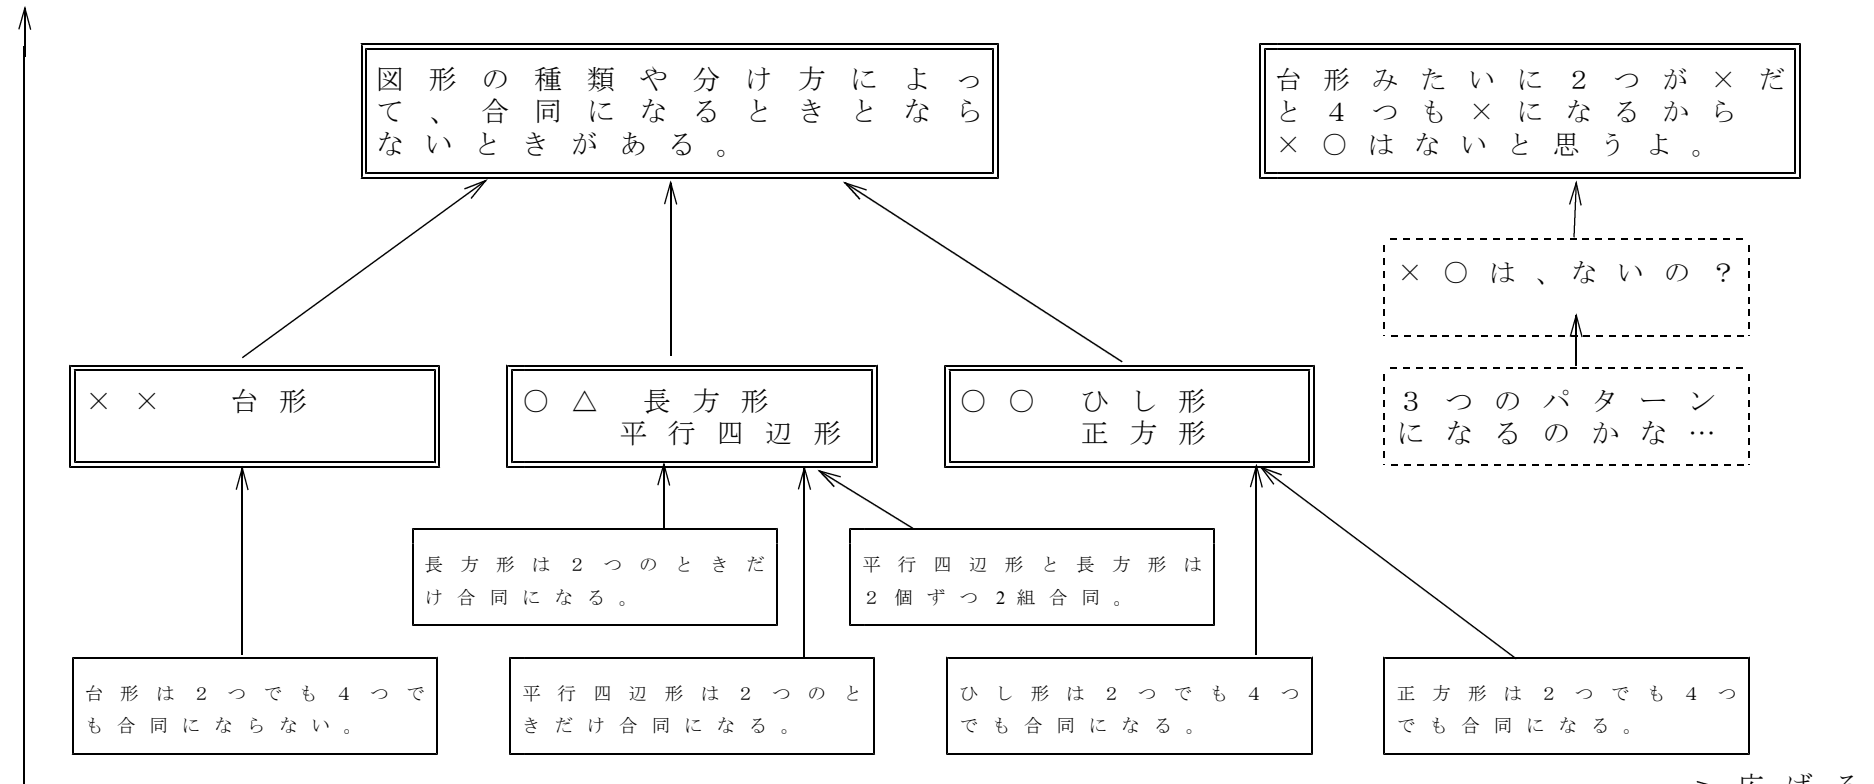 図形の種類や分け方によっ
て、合同になるときとなら
ないときがある。
台形みたいに2つが×だ
と4つも×になるから
×○はないと思うよ。
×○は、ないの?
××　台形
○△　長方形
平行四辺形
○○　ひし形
正方形
3つのパターン
になるのかな…
長方形は2つのときだ
け合同になる。
平行四辺形と長方形は
2個ずつ2組合同。
台形は2つでも4つで
も合同にならない。
平行四辺形は2つのと
きだけ合同になる。
ひし形は2つでも4つ
でも合同になる。
正方形は2つでも4つ
でも合同になる。